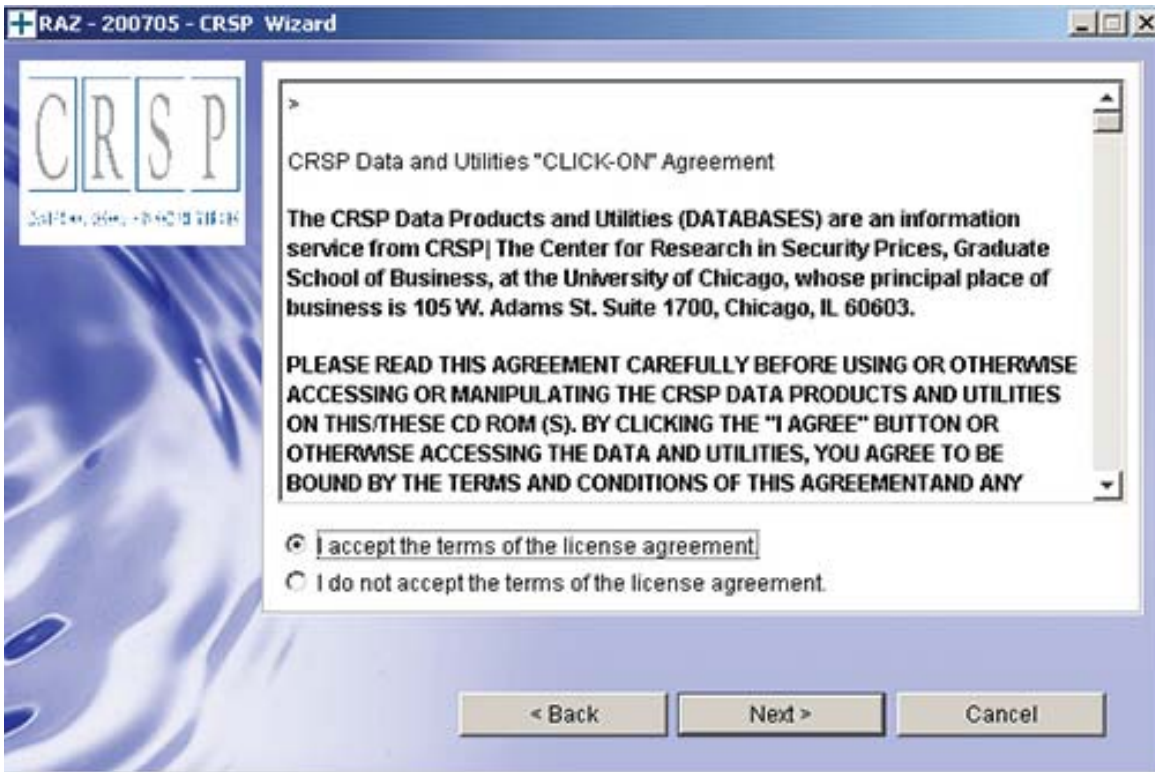 RAZ - 200705 - CRSP Wizard
CRSP
>
CRSP Data and Utilities "CLICK-ON" Agreement
The CRSP Data Products and Utilities (DATABASES) are an information
service from CRSP| The Center for Research in Security Prices, Graduate
School of Business, at the University of Chicago, whose principal place of
business is 105 W. Adams St. Suite 1700, Chicago, IL 60603.
PLEASE READ THIS AGREEMENT CAREFULLY BEFORE USING OR OTHERWISE
ACCESSING OR MANIPULATING THE CRSP DATA PRODUCTS AND UTILITIES
ON THIS/THESE CD ROM (S). BY CLICKING THE "I AGREE" BUTTON OR
OTHERWISE ACCESSING THE DATA AND UTILITIES, YOU AGREE TO BE
BOUND BY THE TERMS AND CONDITIONS OF THIS AGREEMENTAND ANY
I accept the terms of the license agreement.
I do not accept the terms of the license agreement.
< Back Next > Cancel